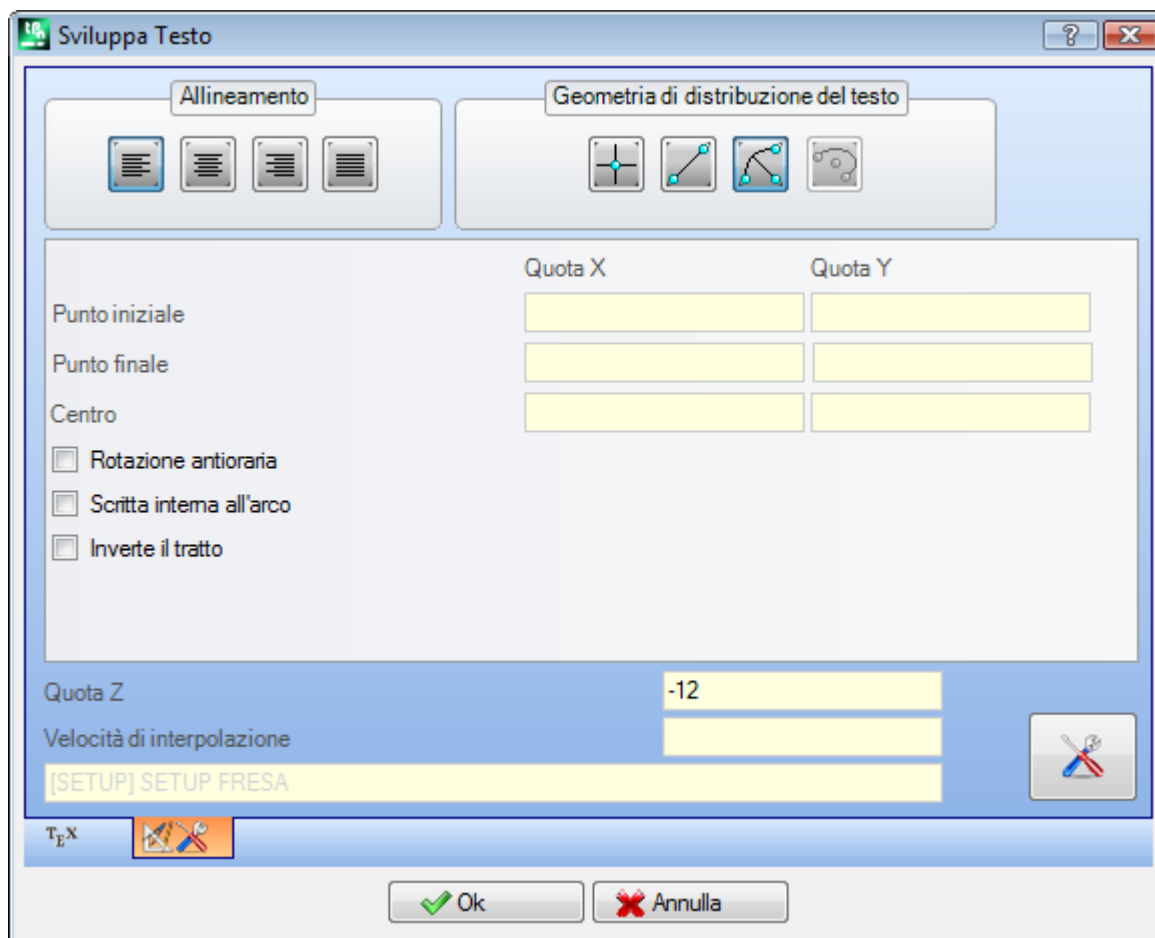 Sviluppa Testo
Allineamento
Geometria di distribuzione del testo
Quota X Quota Y
Punto iniziale
Punto finale
Centro
Rotazione antioraria
Scritta interna all'arco
Inverte il tratto
Quota Z -12
Velocità di interpolazione
[SETUP] SETUP FRESA
TEX
Ok Annulla